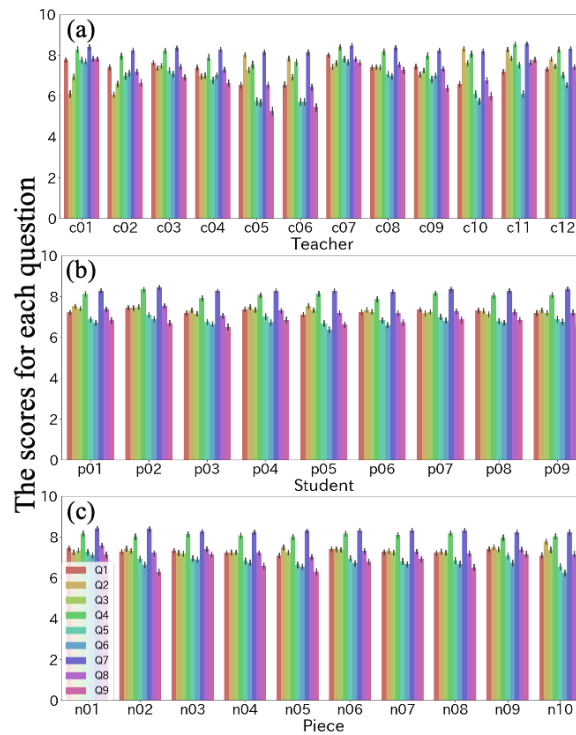 The scores for each question
(a)
10
8
6
4
2
0
c01 c02 c03 c04 c05 c06 c07 c08 c09 c10 c11 c12
Teacher
(b)
10
8
6
4
2
0
p01 p02 p03 p04 p05 p06 p07 p08 p09
Student
(c)
10
8
6
4
2
0
Q1
Q2
Q3
Q4
Q5
Q6
Q7
Q8
Q9
n01 n02 n03 n04 n05 n06 n07 n08 n09 n10
Piece